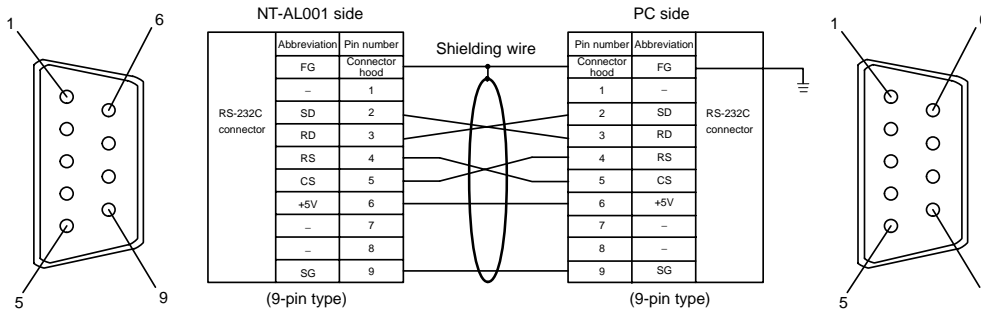 NT-AL001 side
PC side
1
6
5
9
Shielding wire
Abbreviation Pin number
FG Connector hood
– 1
SD 2
RD 3
RS 4
CS 5
+5V 6
– 7
– 8
SG 9
RS-232C
connector
(9-pin type)
Pin number Abbreviation
Connector hood FG
1 –
2 SD
3 RD
4 RS
5 CS
6 +5V
7 –
8 –
9 SG
RS-232C
connector
(9-pin type)
1
5